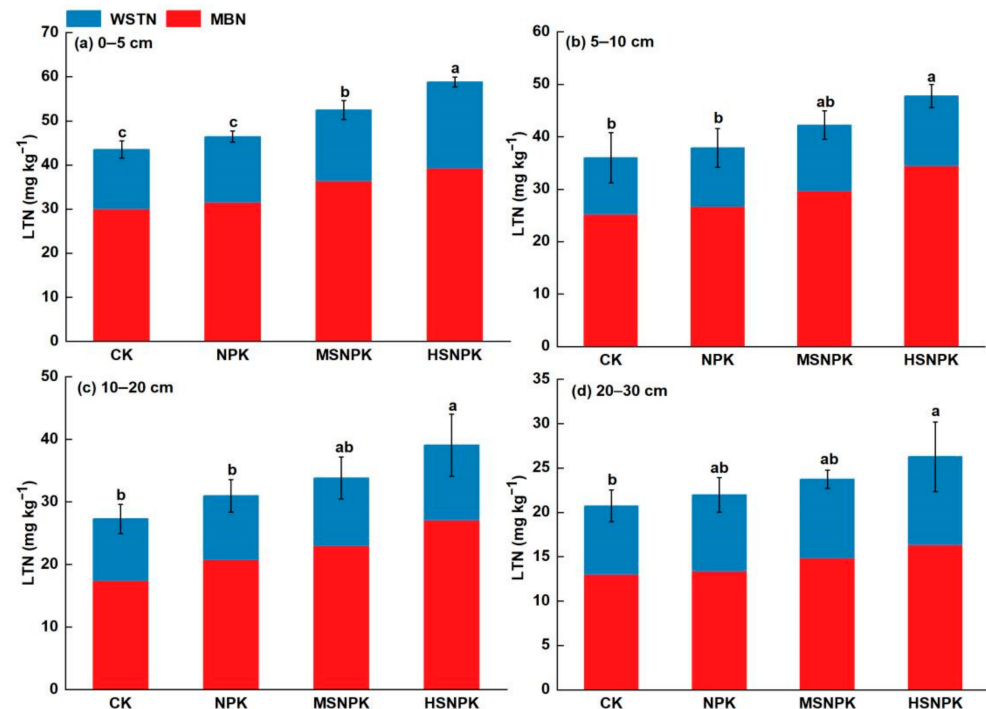 WSTN MBN
(a) 0–5 cm
70
60
50
40
30
20
10
0
LTN (mg kg⁻¹)
c
c
b
a
CK NPK MSNPK HSNPK
(b) 5–10 cm
60
50
40
30
20
10
0
LTN (mg kg⁻¹)
b
b
ab
a
CK NPK MSNPK HSNPK
(c) 10–20 cm
50
40
30
20
10
0
LTN (mg kg⁻¹)
b
b
ab
a
CK NPK MSNPK HSNPK
(d) 20–30 cm
35
30
25
20
15
10
5
0
LTN (mg kg⁻¹)
b
ab
ab
a
CK NPK MSNPK HSNPK